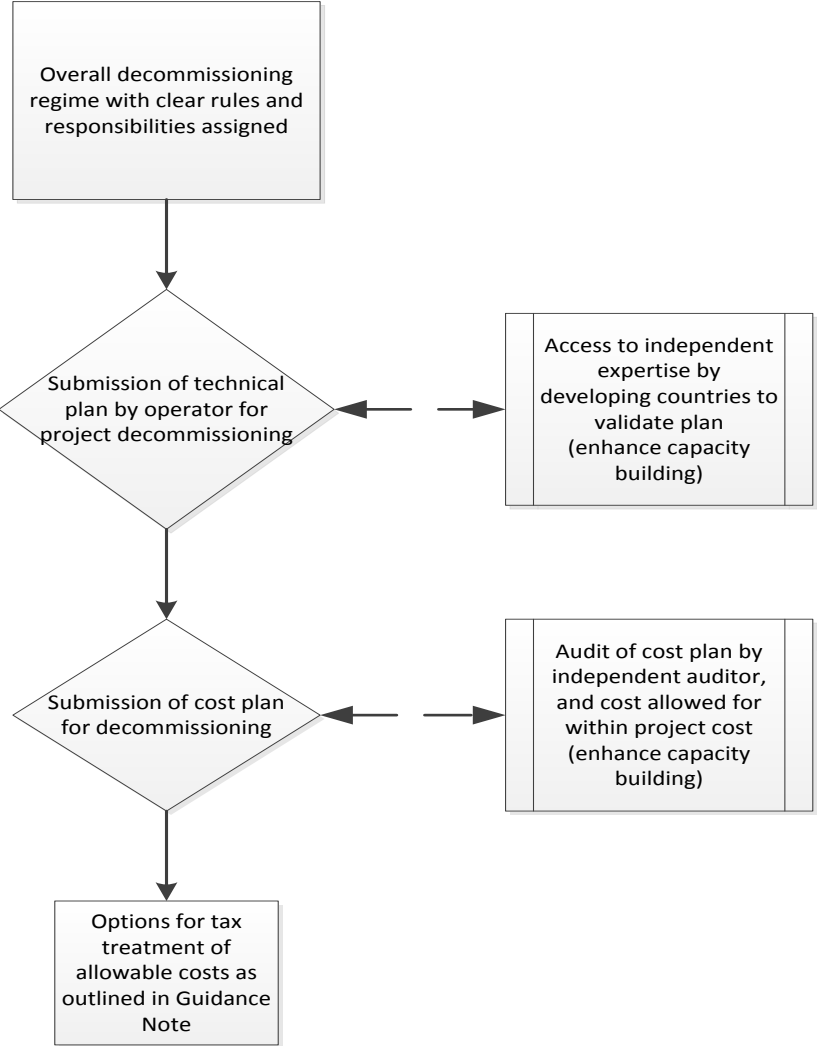 Overall decommissioning
regime with clear rules and
responsibilities assigned
Submission of technical
plan by operator for
project decommissioning
Access to independent
expertise by
developing countries to
validate plan
(enhance capacity
building)
Submission of cost plan
for decommissioning
Audit of cost plan by
independent auditor,
and cost allowed for
within project cost
(enhance capacity
building)
Options for tax
treatment of
allowable costs as
outlined in Guidance
Note